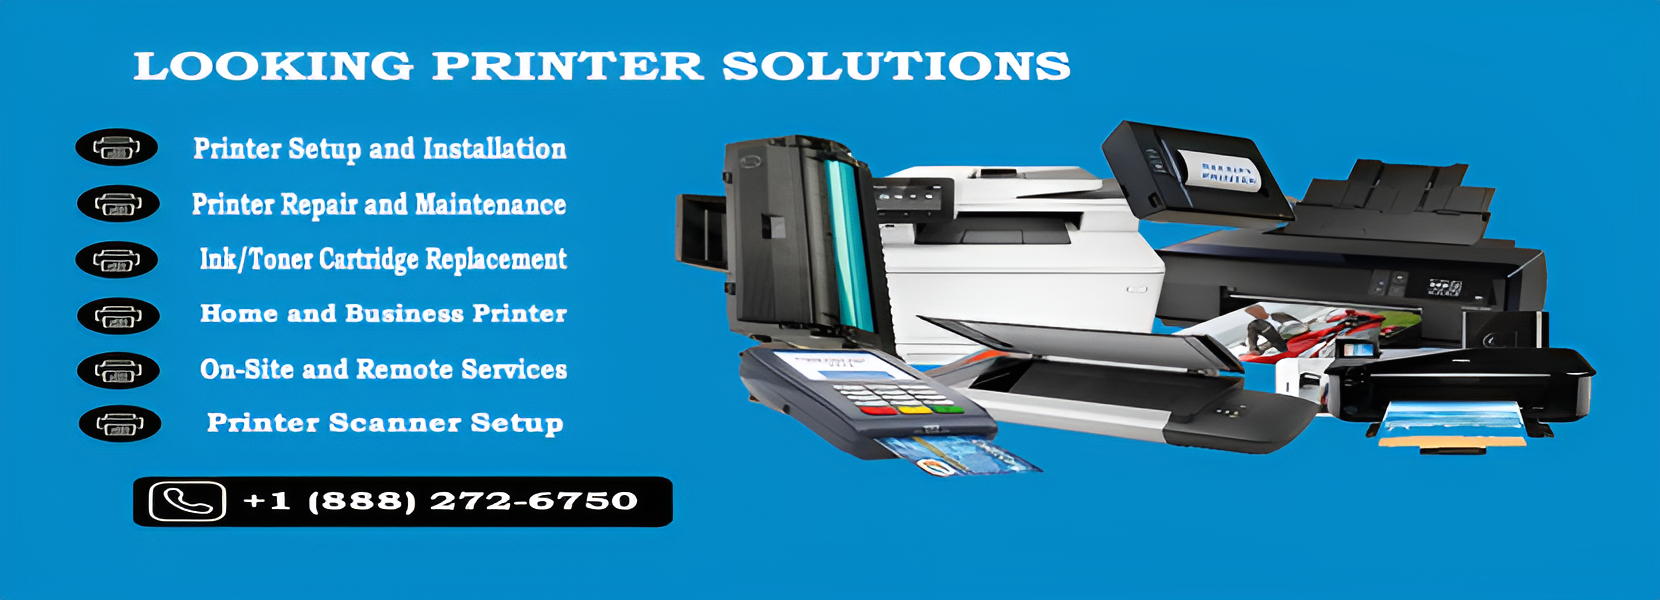 LOOKING PRINTER SOLUTIONS
Printer Setup and Installation
Printer Repair and Maintenance
Ink/Toner Cartridge Replacement
Home and Business Printer
On-Site and Remote Services
Printer Scanner Setup
+1 (888) 272-6750